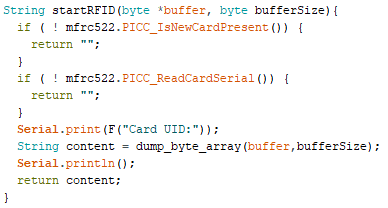 String startRFID(byte *buffer, byte bufferSize){
  if ( ! mfrc522.PICC_IsNewCardPresent()) {
    return "";
  }
  if ( ! mfrc522.PICC_ReadCardSerial()) {
    return "";
  }
  Serial.print(F("Card UID:"));
  String content = dump_byte_array(buffer,bufferSize);
  Serial.println();
  return content;
}